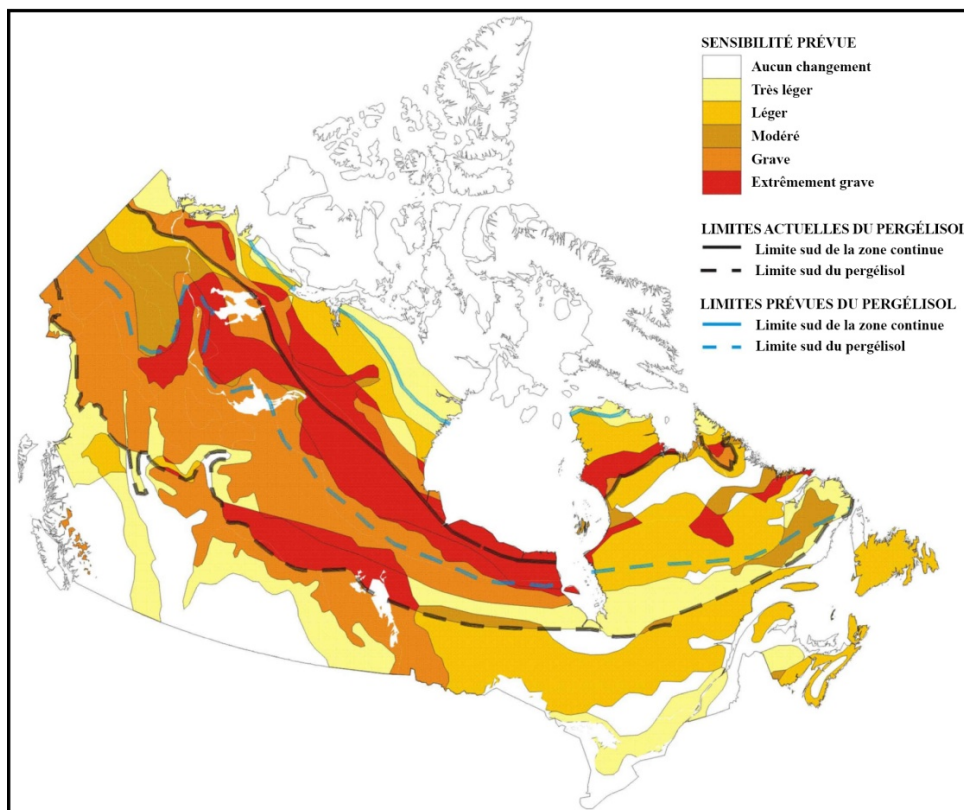 SENSIBILITÉ PRÉVUE
Aucun changement
Très léger
Léger
Modéré
Grave
Extrêmement grave
LIMITES ACTUELLES DU PERGÉLISOL
Limite sud de la zone continue
Limite sud du pergélisol
LIMITES PRÉVUES DU PERGÉLISOL
Limite sud de la zone continue
Limite sud du pergélisol